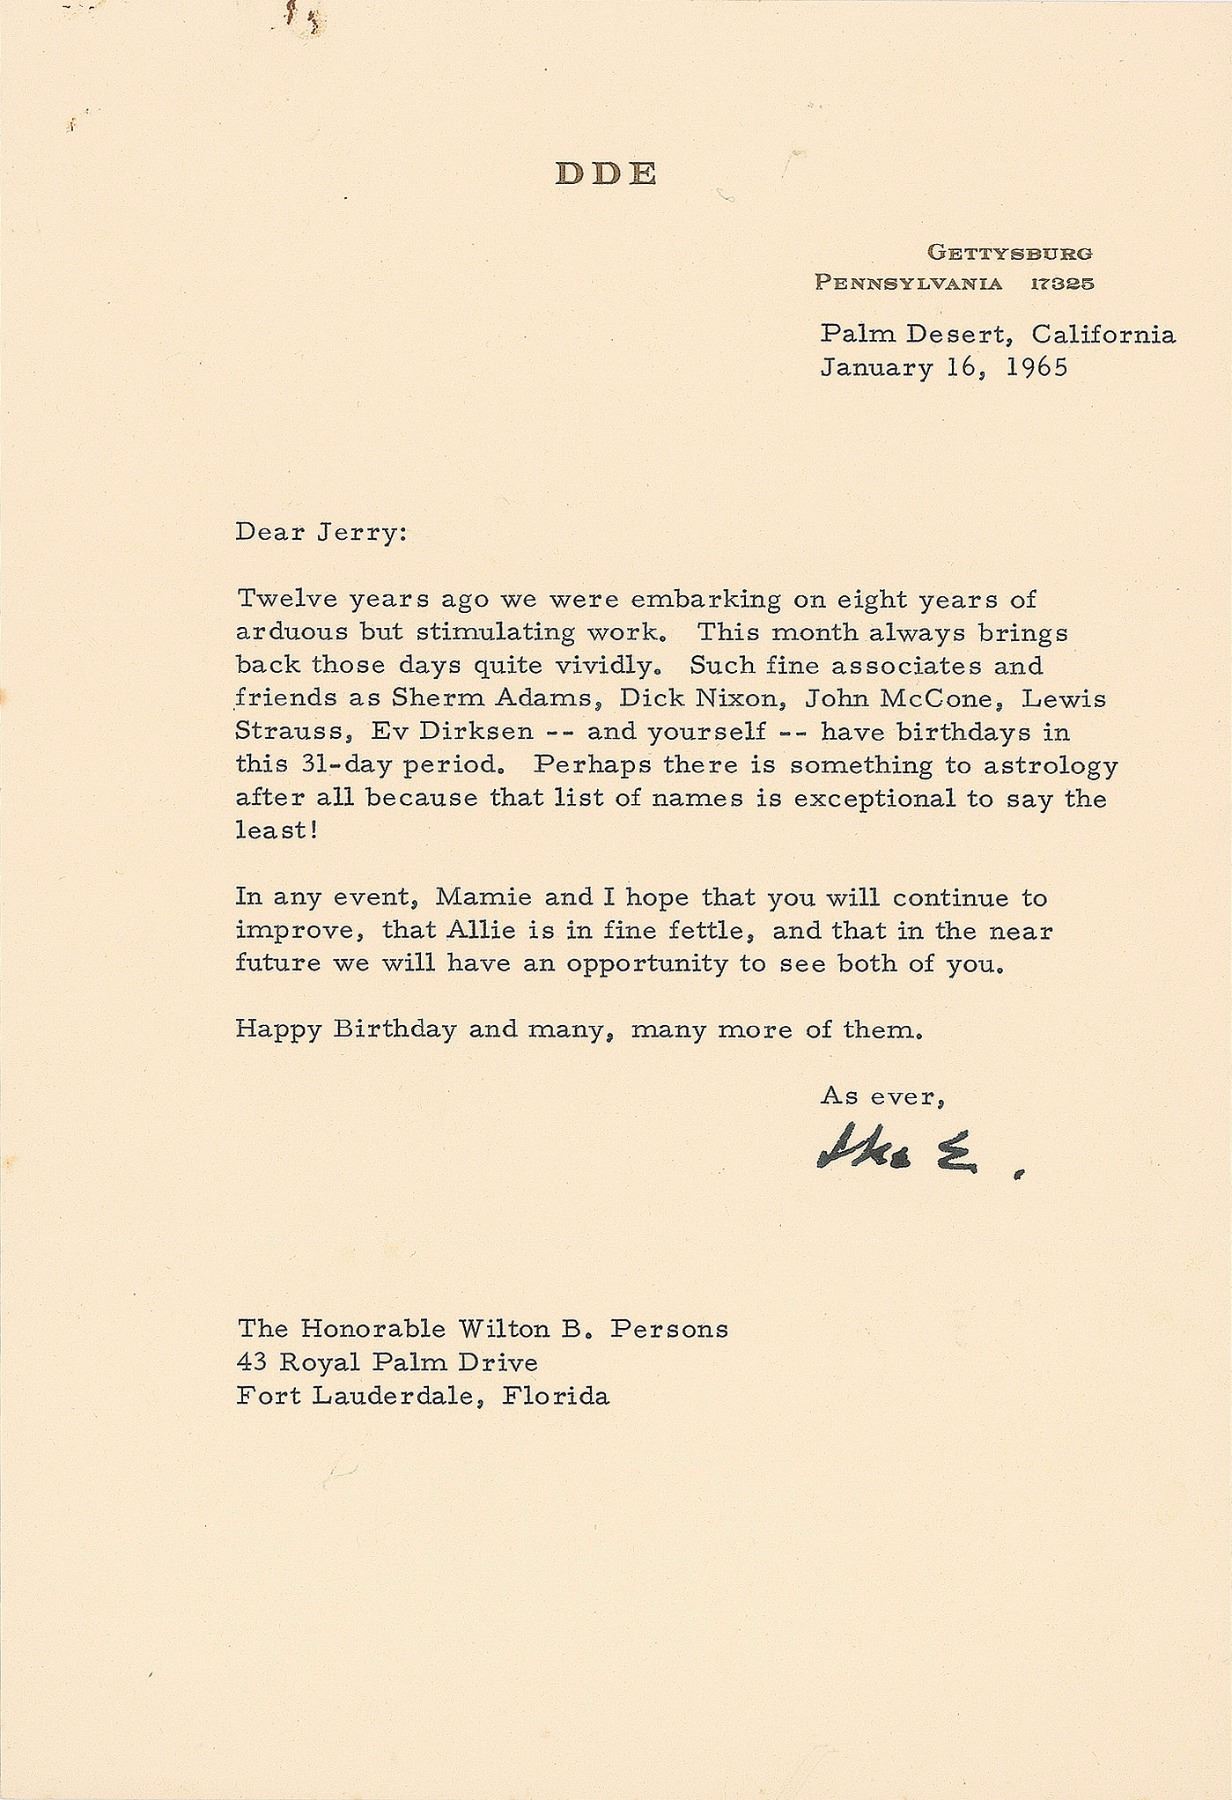 DDE
GETTYSBURG
PENNSYLVANIA 17325
Palm Desert, California
January 16, 1965
Dear Jerry:
Twelve years ago we were embarking on eight years of
arduous but stimulating work. This month always brings
back those days quite vividly. Such fine associates and
friends as Sherm Adams, Dick Nixon, John McCone, Lewis
Strauss, Ev Dirksen -- and yourself -- have birthdays in
this 31-day period. Perhaps there is something to astrology
after all because that list of names is exceptional to say the
least!
In any event, Mamie and I hope that you will continue to
improve, that Allie is in fine fettle, and that in the near
future we will have an opportunity to see both of you.
Happy Birthday and many, many more of them.
As ever,
Ike E.
The Honorable Wilton B. Persons
43 Royal Palm Drive
Fort Lauderdale, Florida